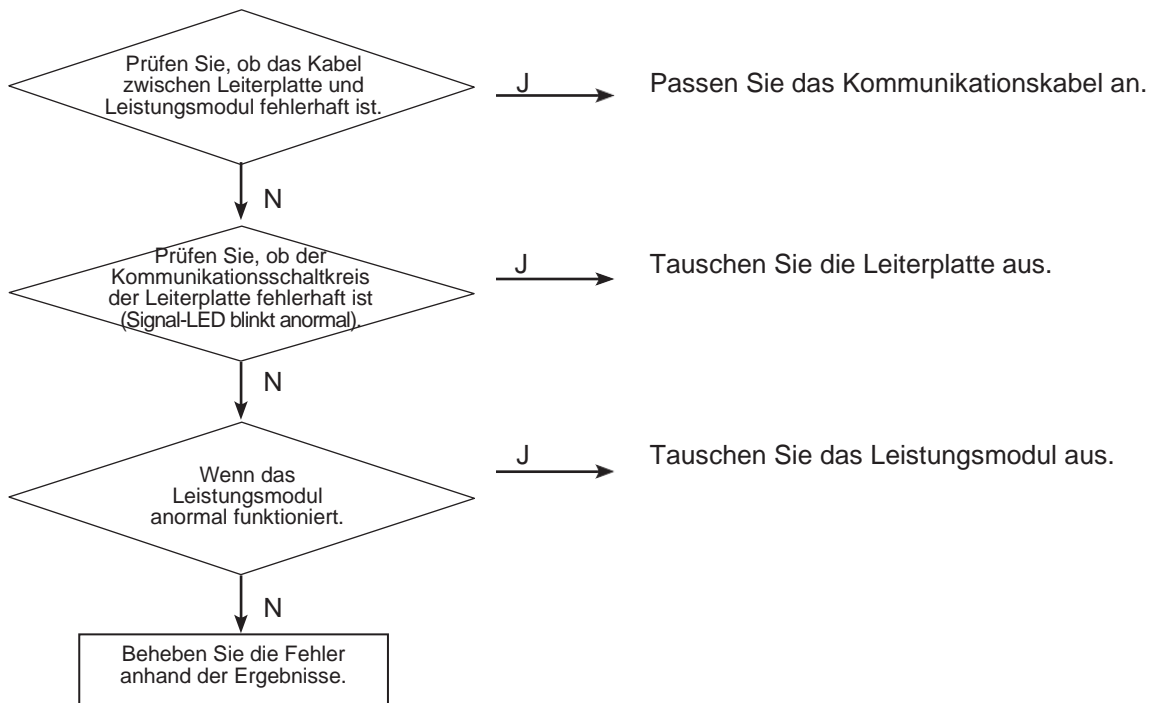 Prüfen Sie, ob das Kabel
zwischen Leiterplatte und
Leistungsmodul fehlerhaft ist.
J
Passen Sie das Kommunikationskabel an.
N
Prüfen Sie, ob der
Kommunikationsschaltkreis
der Leiterplatte fehlerhaft ist
(Signal-LED blinkt anormal).
J
Tauschen Sie die Leiterplatte aus.
N
Wenn das
Leistungsmodul
anormal funktioniert.
J
Tauschen Sie das Leistungsmodul aus.
N
Beheben Sie die Fehler
anhand der Ergebnisse.